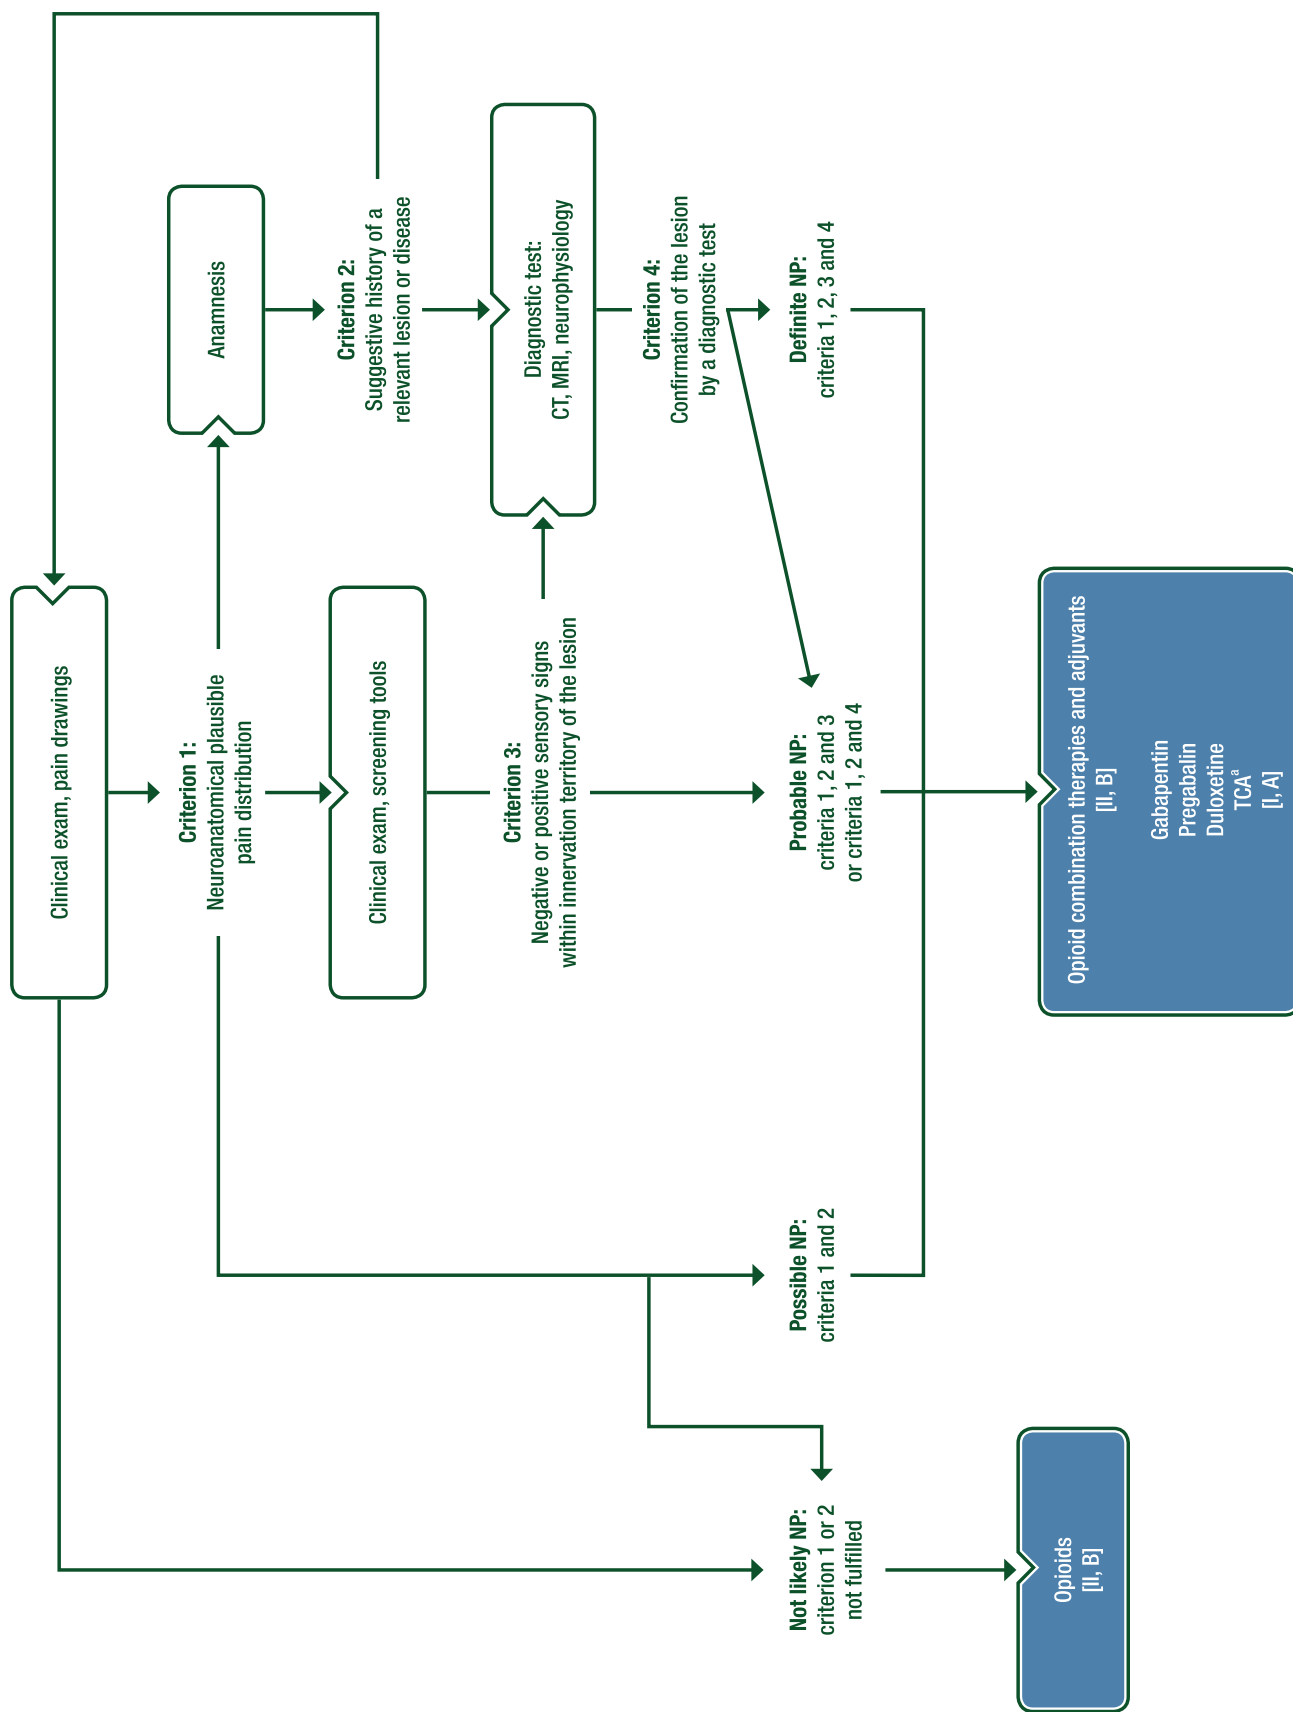 Clinical exam, pain drawings
Anamnesis
Criterion 1:
Neuroanatomical plausible
pain distribution
Criterion 2:
Suggestive history of a
relevant lesion or disease
Clinical exam, screening tools
Diagnostic test:
CT, MRI, neurophysiology
Criterion 3:
Negative or positive sensory signs
within innervation territory of the lesion
Criterion 4:
Confirmation of the lesion
by a diagnostic test
Not likely NP:
criterion 1 or 2
not fulfilled
Possible NP:
criteria 1 and 2
Probable NP:
criteria 1, 2 and 3
or criteria 1, 2 and 4
Definite NP:
criteria 1, 2, 3 and 4
Opioids
[II, B]
Opioid combination therapies and adjuvants
[II, B]
Gabapentin
Pregabalin
Duloxetine
TCAa
[I, A]